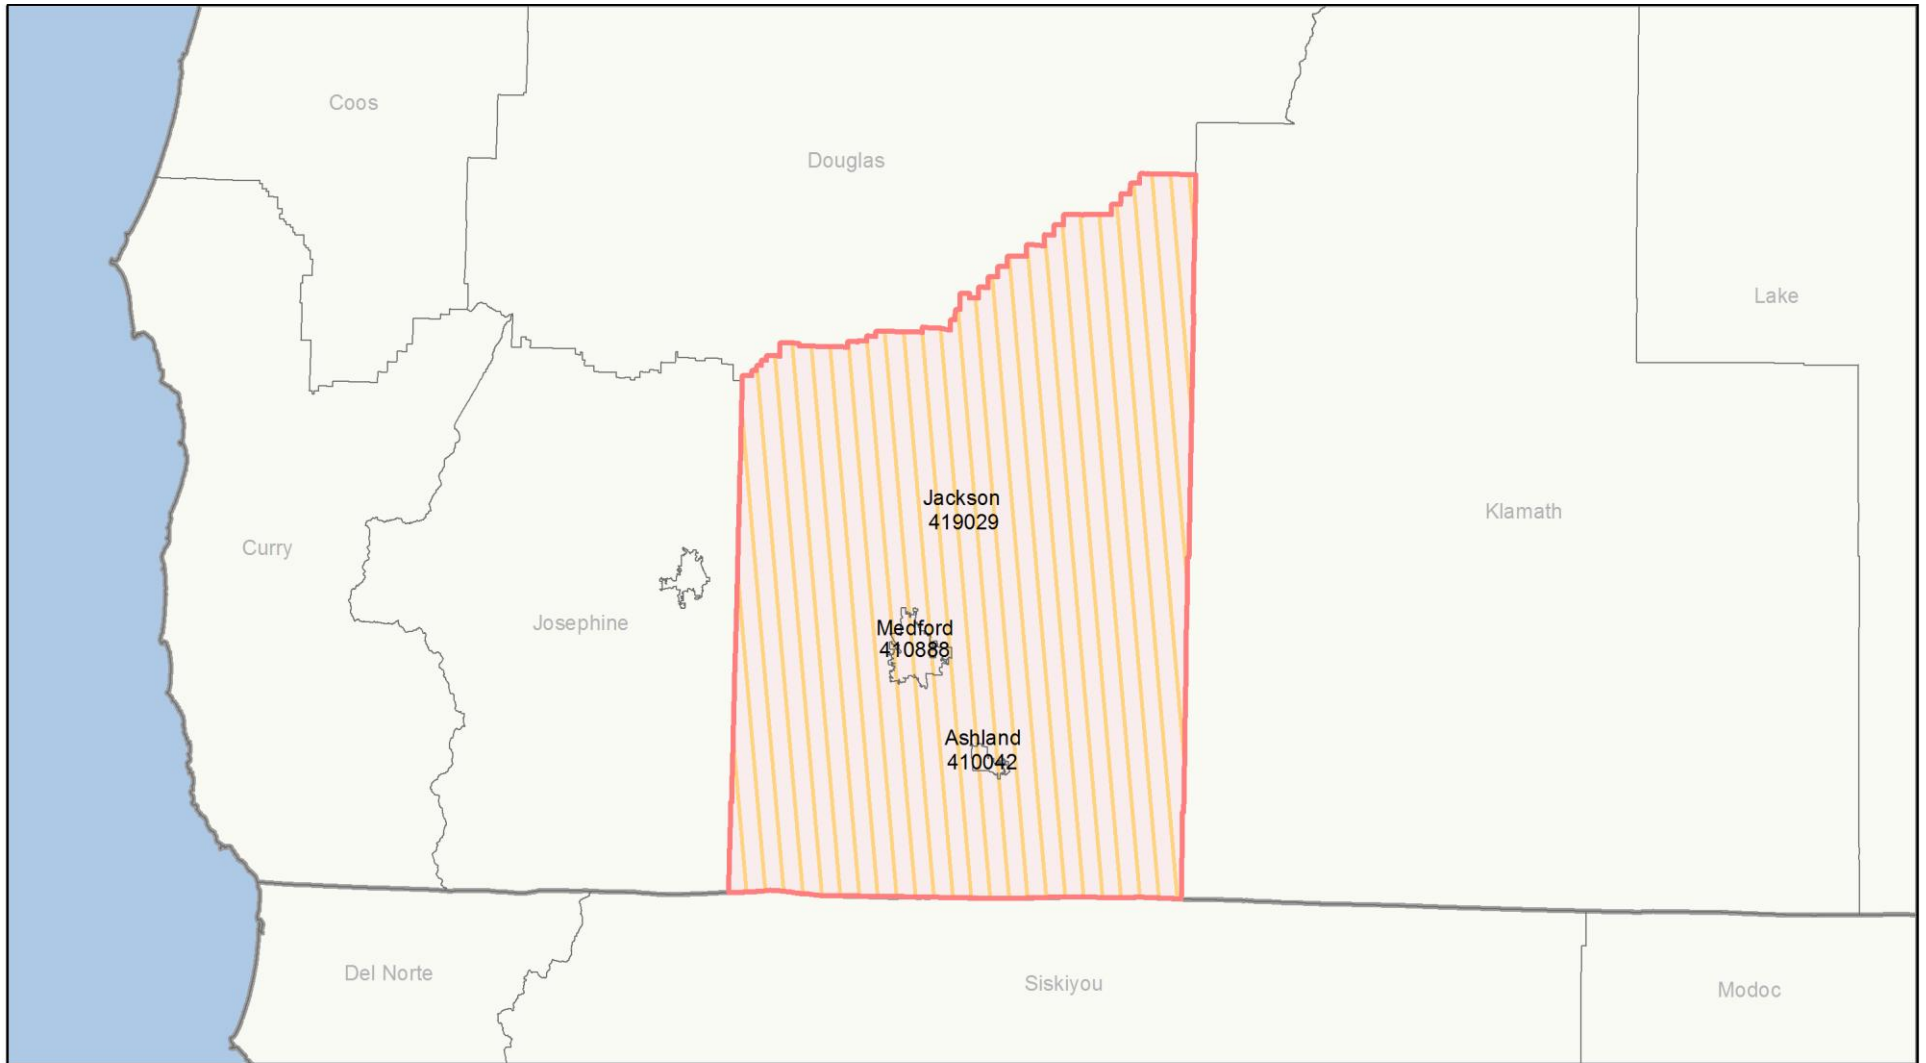 Coos
Douglas
Lake
Jackson
419029
Klamath
Curry
Josephine
Medford
410888
Ashland
410042
Del Norte
Siskiyou
Modoc